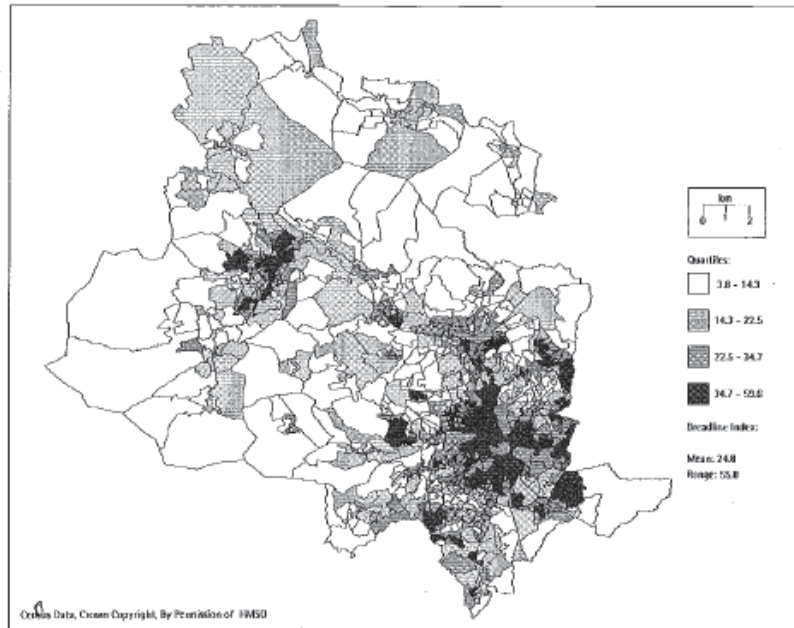 km
0 1 2
Quartiles:
3.8 - 14.3
14.3 - 22.5
22.5 - 34.7
34.7 - 59.6
Breadline Index:
Mean: 24.8
Range: 55.8
Census Data, Crown Copyright, By Permission of HMSO